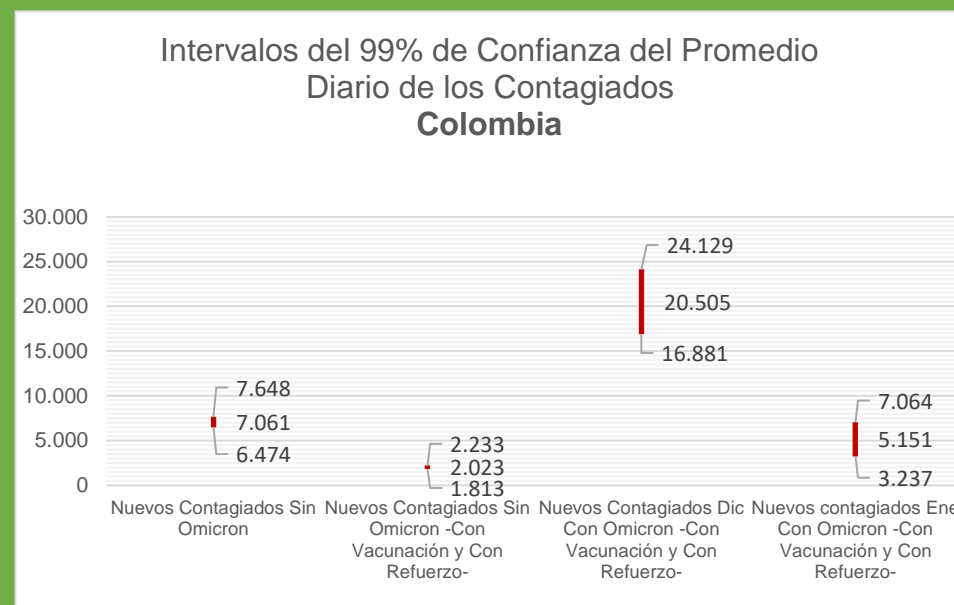 Intervalos del 99% de Confianza del Promedio
Diario de los Contagiados
Colombia
30.000
25.000
20.000
15.000
10.000
5.000
0
7.648
7.061
6.474
2.233
2.023
1.813
24.129
20.505
16.881
7.064
5.151
3.237
Nuevos Contagiados Sin
Omicron
Nuevos Contagiados Sin
Omicron -Con
Vacunación y Con
Refuerzo-
Nuevos Contagiados Dic
Con Omicron -Con
Vacunación y Con
Refuerzo-
Nuevos contagiados Ene
Con Omicron -Con
Vacunación y Con
Refuerzo-